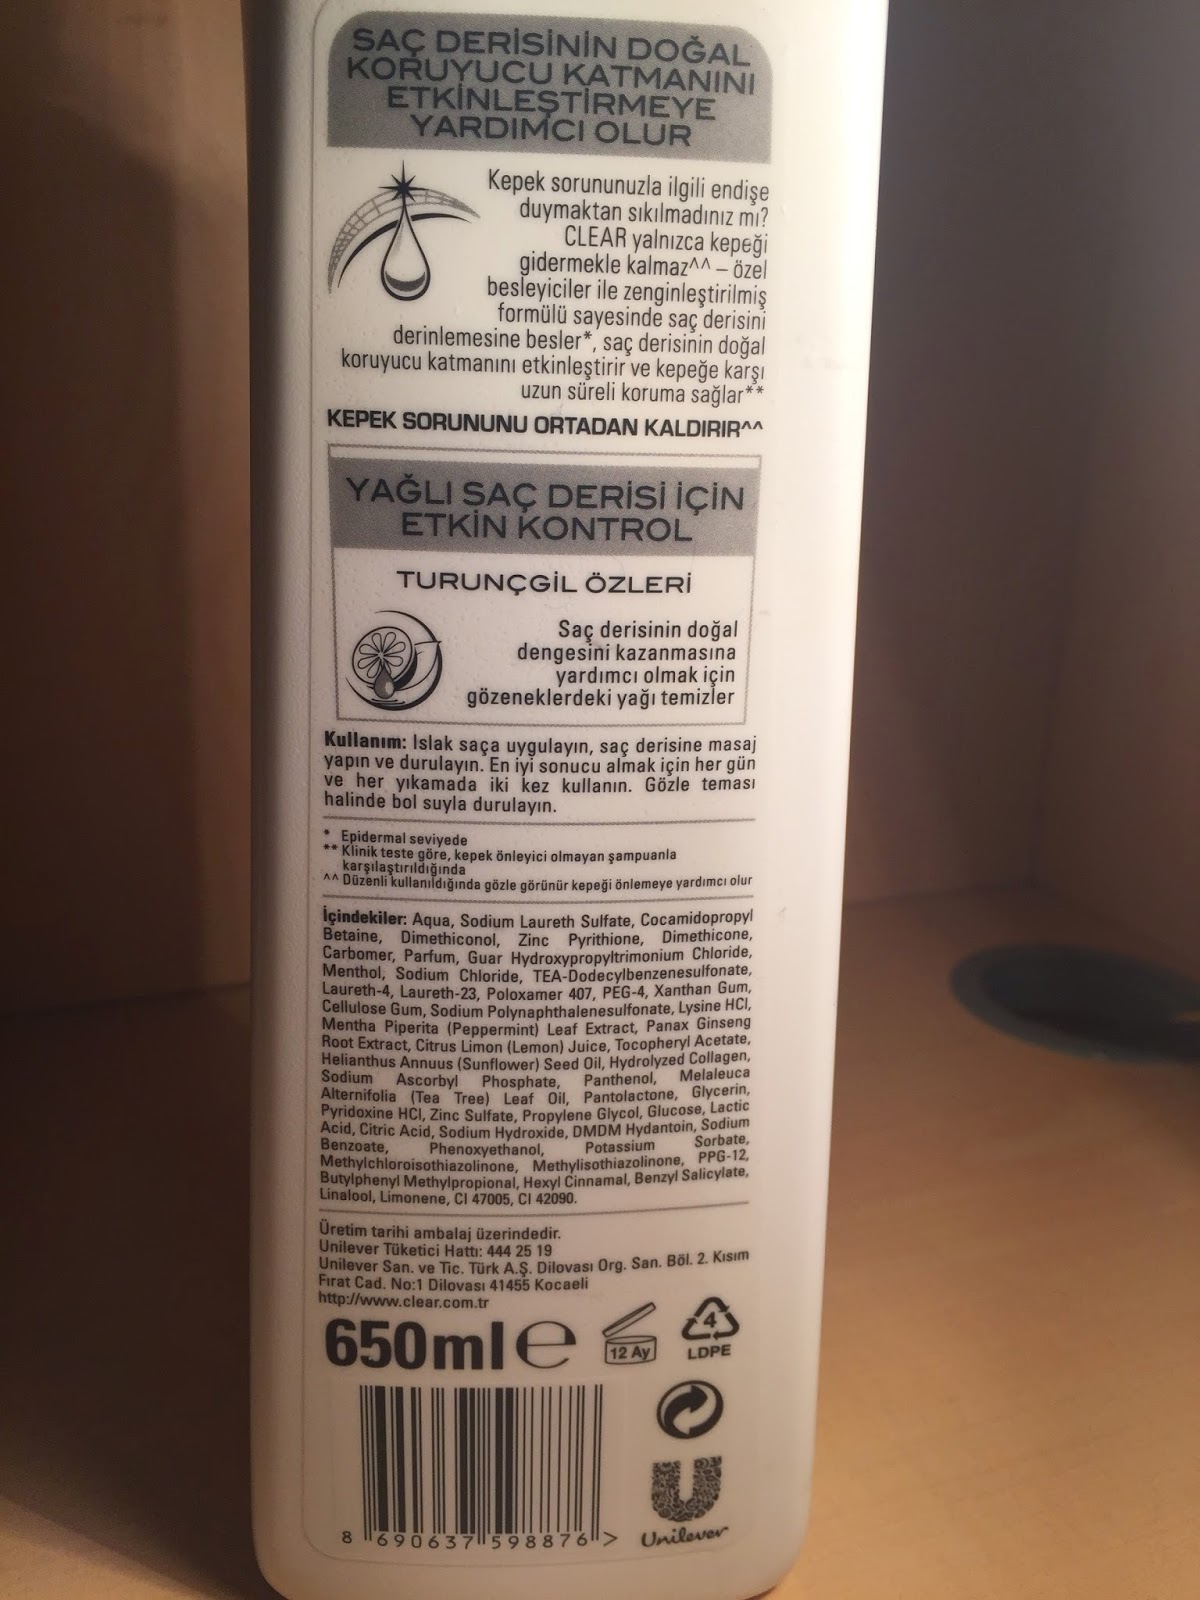 SAÇ DERİSİNİN DOĞAL
KORUYUCU KATMANINI
ETKİNLEŞTİRMEYE
YARDIMCI OLUR
Kepek sorununuzla ilgili endişe
duymaktan sıkılmadınız mı?
CLEAR yalnızca kepeği
gidermekle kalmaz^^ – özel
besleyiciler ile zenginleştirilmiş
formülü sayesinde saç derisini
derinlemesine besler*, saç derisinin doğal
koruyucu katmanını etkinleştirir ve kepeğe karşı
uzun süreli koruma sağlar**
KEPEK SORUNUNU ORTADAN KALDIRIR^^
YAĞLI SAÇ DERİSİ İÇİN
ETKİN KONTROL
TURUNÇGİL ÖZLERİ
Saç derisinin doğal
dengesini kazanmasına
yardımcı olmak için
gözeneklerdeki yağı temizler
Kullanım: Islak saça uygulayın, saç derisine masaj
yapın ve durulayın. En iyi sonucu almak için her gün
ve her yıkamada iki kez kullanın. Gözle teması
halinde bol suyla durulayın.
* Epidermal seviyede
** Klinik teste göre, kepek önleyici olmayan şampuanla
karşılaştırıldığında
^^ Düzenli kullanıldığında gözle görünür kepeği önlemeye yardımcı olur
İçindekiler: Aqua, Sodium Laureth Sulfate, Cocamidopropyl
Betaine, Dimethiconol, Zinc Pyrithione, Dimethicone,
Carbomer, Parfum, Guar Hydroxypropyltrimonium Chloride,
Menthol, Sodium Chloride, TEA-Dodecylbenzenesulfonate,
Laureth-4, Laureth-23, Poloxamer 407, PEG-4, Xanthan Gum,
Cellulose Gum, Sodium Polynaphthalenesulfonate, Lysine HCl,
Mentha Piperita (Peppermint) Leaf Extract, Panax Ginseng
Root Extract, Citrus Limon (Lemon) Juice, Tocopheryl Acetate,
Helianthus Annuus (Sunflower) Seed Oil, Hydrolyzed Collagen,
Sodium Ascorbyl Phosphate, Panthenol, Melaleuca
Alternifolia (Tea Tree) Leaf Oil, Pantolactone, Glycerin,
Pyridoxine HCl, Zinc Sulfate, Propylene Glycol, Glucose, Lactic
Acid, Citric Acid, Sodium Hydroxide, DMDM Hydantoin, Sodium
Benzoate, Phenoxyethanol, Potassium Sorbate,
Methylchloroisothiazolinone, Methylisothiazolinone, PPG-12,
Butylphenyl Methylpropional, Hexyl Cinnamal, Benzyl Salicylate,
Linalool, Limonene, CI 47005, CI 42090.
Üretim tarihi ambalaj üzerindedir.
Unilever Tüketici Hattı: 444 25 19
Unilever San. ve Tic. Türk A.Ş. Dilovası Org. San. Böl. 2. Kısım
Fırat Cad. No:1 Dilovası 41455 Kocaeli
http://www.clear.com.tr
650ml e
12 Ay
4
LDPE
8 690637 598876 >
Unilever